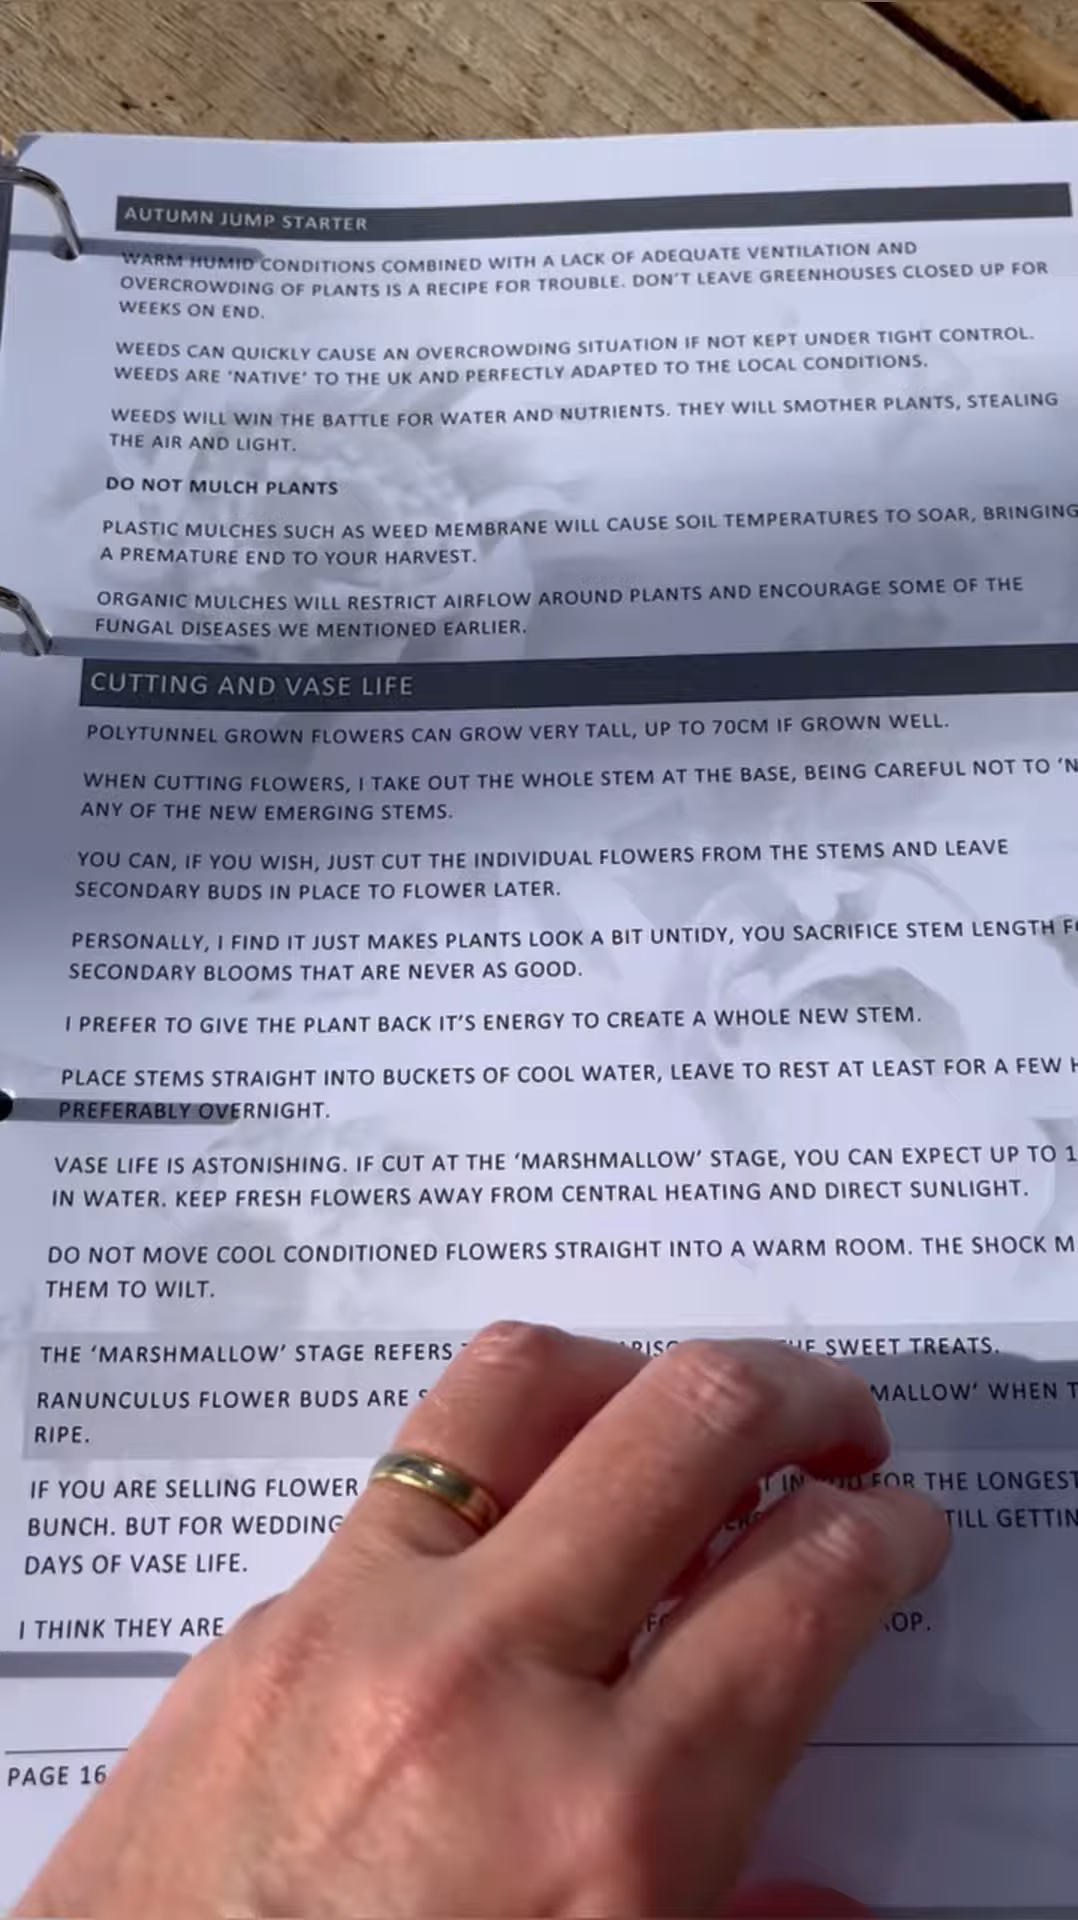 AUTUMN JUMP STARTER
WARM HUMID CONDITIONS COMBINED WITH A LACK OF ADEQUATE VENTILATION AND
OVERCROWDING OF PLANTS IS A RECIPE FOR TROUBLE. DON'T LEAVE GREENHOUSES CLOSED UP FOR
WEEKS ON END.
WEEDS CAN QUICKLY CAUSE AN OVERCROWDING SITUATION IF NOT KEPT UNDER TIGHT CONTROL.
WEEDS ARE 'NATIVE' TO THE UK AND PERFECTLY ADAPTED TO THE LOCAL CONDITIONS.
WEEDS WILL WIN THE BATTLE FOR WATER AND NUTRIENTS. THEY WILL SMOTHER PLANTS, STEALING
THE AIR AND LIGHT.
DO NOT MULCH PLANTS
PLASTIC MULCHES SUCH AS WEED MEMBRANE WILL CAUSE SOIL TEMPERATURES TO SOAR, BRINGING
A PREMATURE END TO YOUR HARVEST.
ORGANIC MULCHES WILL RESTRICT AIRFLOW AROUND PLANTS AND ENCOURAGE SOME OF THE
FUNGAL DISEASES WE MENTIONED EARLIER.
CUTTING AND VASE LIFE
POLYTUNNEL GROWN FLOWERS CAN GROW VERY TALL, UP TO 70CM IF GROWN WELL.
WHEN CUTTING FLOWERS, I TAKE OUT THE WHOLE STEM AT THE BASE, BEING CAREFUL NOT TO
ANY OF THE NEW EMERGING STEMS.
YOU CAN, IF YOU WISH, JUST CUT THE INDIVIDUAL FLOWERS FROM THE STEMS AND LEAVE
SECONDARY BUDS IN PLACE TO FLOWER LATER.
PERSONALLY, I FIND IT JUST MAKES PLANTS LOOK A BIT UNTIDY, YOU SACRIFICE STEM LENGTH
SECONDARY BLOOMS THAT ARE NEVER AS GOOD.
I PREFER TO GIVE THE PLANT BACK IT'S ENERGY TO CREATE A WHOLE NEW STEM.
PLACE STEMS STRAIGHT INTO BUCKETS OF COOL WATER, LEAVE TO REST AT LEAST FOR A FEW
PREFERABLY OVERNIGHT.
VASE LIFE IS ASTONISHING. IF CUT AT THE 'MARSHMALLOW' STAGE, YOU CAN EXPECT UP TO
IN WATER. KEEP FRESH FLOWERS AWAY FROM CENTRAL HEATING AND DIRECT SUNLIGHT.
DO NOT MOVE COOL CONDITIONED FLOWERS STRAIGHT INTO A WARM ROOM. THE SHOCK
THEM TO WILT.
THE 'MARSHMALLOW' STAGE REFERS SWEET TREATS.
RANUNCULUS FLOWER BUDS ARE WHEN
RIPE.
IF YOU ARE SELLING FLOWER FOR THE LONGEST
BUNCH. BUT FOR
DAYS OF VASE LIFE.
I THINK THEY ARE
PAGE 16